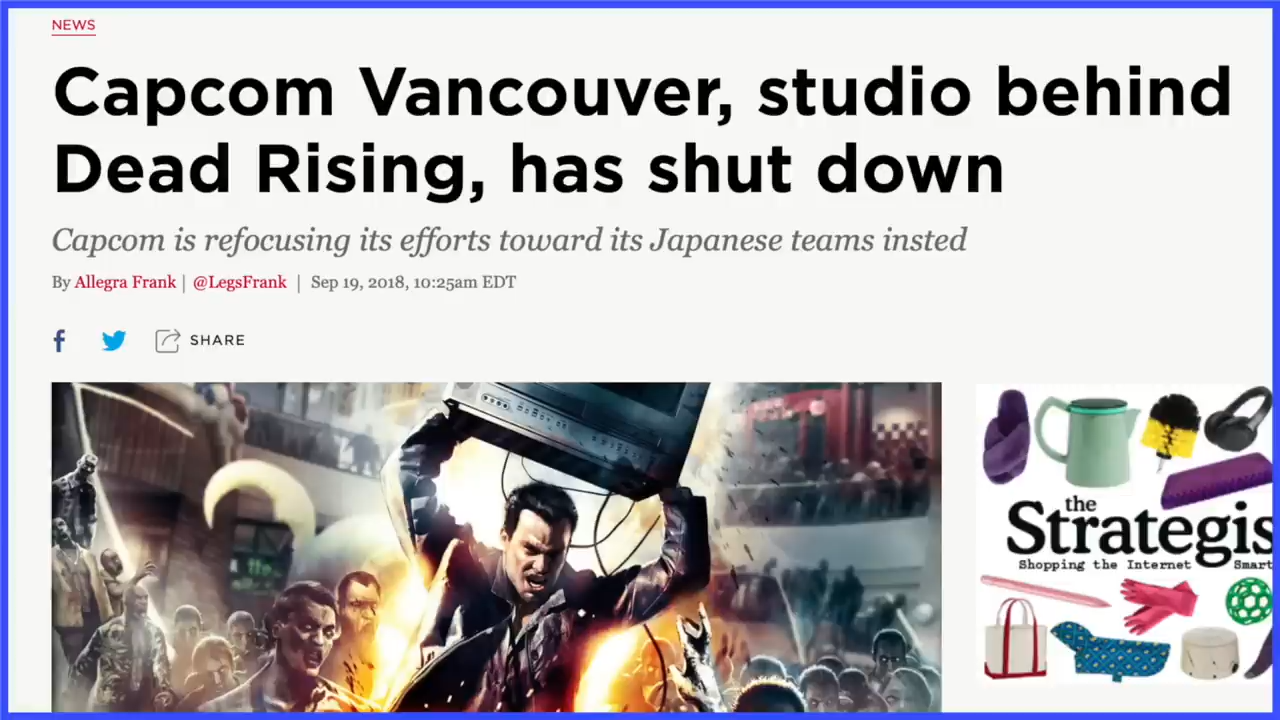 NEWS
Capcom Vancouver, studio behind
Dead Rising, has shut down
Capcom is refocusing its efforts toward its Japanese teams insted
By Allegra Frank | @LegsFrank | Sep 19, 2018, 10:25am EDT
SHARE
the
Strategis
Shopping the Internet Smart